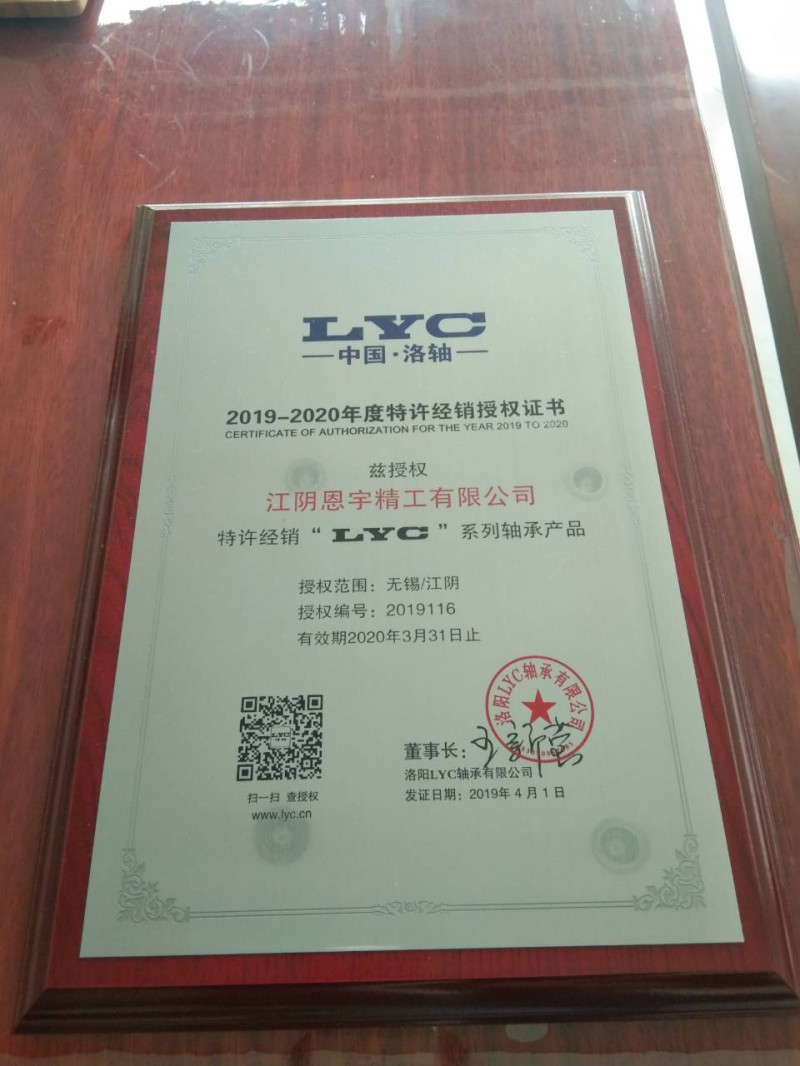 LYC
中国·洛轴
2019-2020年度特许经销授权证书
CERTIFICATE OF AUTHORIZATION FOR THE YEAR 2019 TO 2020
兹授权
江阴恩宇精工有限公司
特许经销“LYC”系列轴承产品
授权范围：无锡/江阴
授权编号：2019116
有效期2020年3月31日止
LYC
扫一扫 查授权
www.lyc.cn
洛阳LYC轴承有限公司
董事长：
洛阳LYC轴承有限公司
发证日期：2019年4月1日